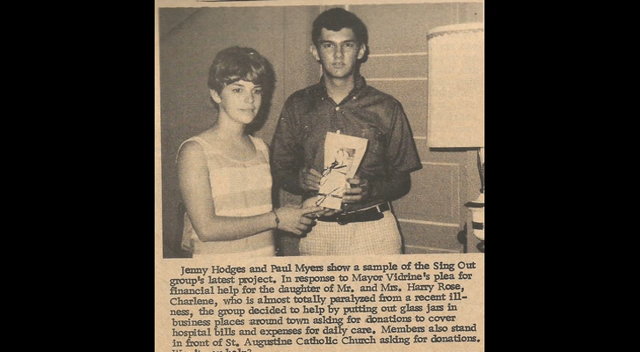 Jenny Hodges and Paul Myers show a sample of the Sing Out
group's latest project. In response to Mayor Vidrine's plea for
financial help for the daughter of Mr. and Mrs. Harry Rose,
Charlene, who is almost totally paralyzed from a recent ill-
ness, the group decided to help by putting out glass jars in
business places around town asking for donations to cover
hospital bills and expenses for daily care. Members also stand
in front of St. Augustine Catholic Church asking for donations.